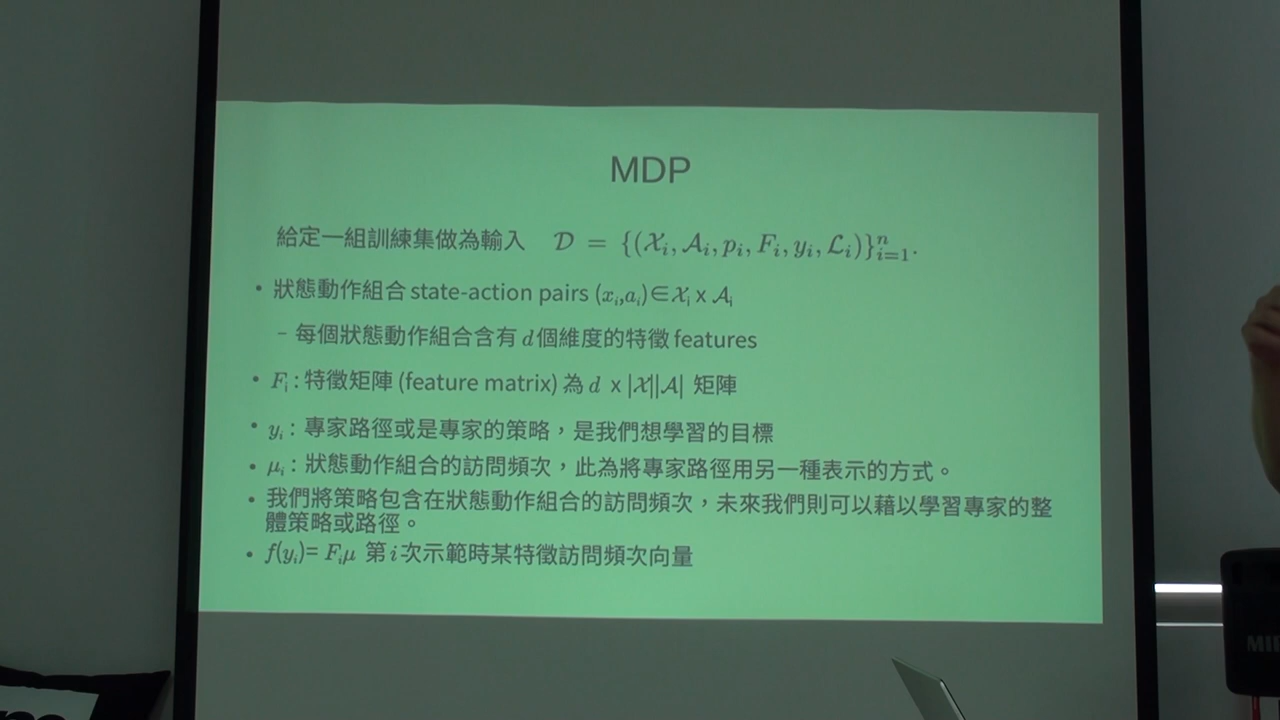 MDP
給定一組訓練集做為輸入 𝒟 = {(𝒳ᵢ, 𝒜ᵢ, pᵢ, Fᵢ, yᵢ, ℒᵢ)}ⁿᵢ₌₁.
• 狀態動作組合 state-action pairs (xᵢ,aᵢ)∈𝒳ᵢ x 𝒜ᵢ
– 每個狀態動作組合含有 d 個維度的特徵 features
• Fᵢ : 特徵矩陣 (feature matrix) 為 d x |𝒳||𝒜| 矩陣
• yᵢ : 專家路徑或是專家的策略，是我們想學習的目標
• μᵢ : 狀態動作組合的訪問頻次，此為將專家路徑用另一種表示的方式。
• 我們將策略包含在狀態動作組合的訪問頻次，未來我們則可以藉以學習專家的整
體策略或路徑。
• f(yᵢ)= Fᵢμ 第 i 次示範時某特徵訪問頻次向量